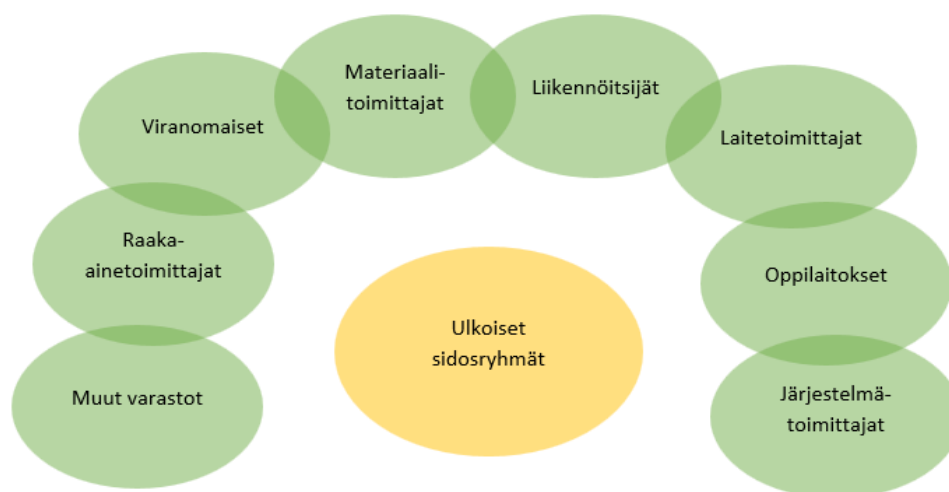 Materiaali-
toimittajat
Liikennöitsijät
Viranomaiset
Laitetoimittajat
Raaka-
ainetoimittajat
Oppilaitokset
Ulkoiset
sidosryhmät
Muut varastot
Järjestelmä-
toimittajat